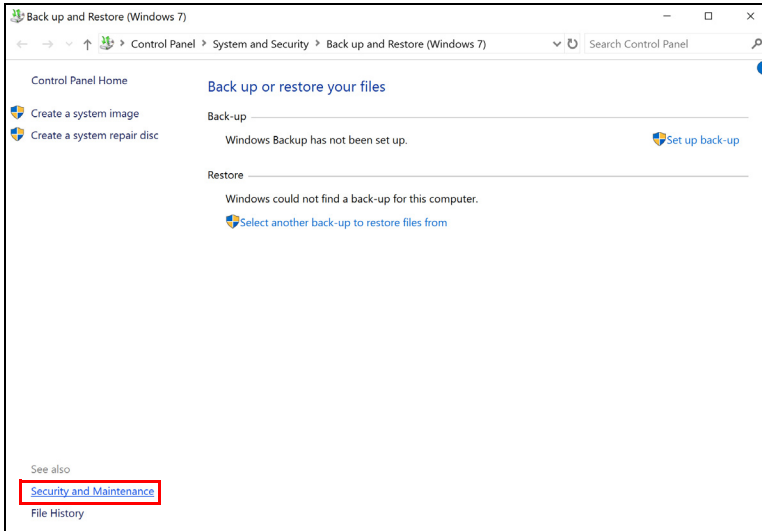 Back up and Restore (Windows 7)
Control Panel > System and Security > Back up and Restore (Windows 7)
Search Control Panel
Control Panel Home
Create a system image
Create a system repair disc
Back up or restore your files
Back-up
Windows Backup has not been set up.
Set up back-up
Restore
Windows could not find a back-up for this computer.
Select another back-up to restore files from
See also
Security and Maintenance
File History